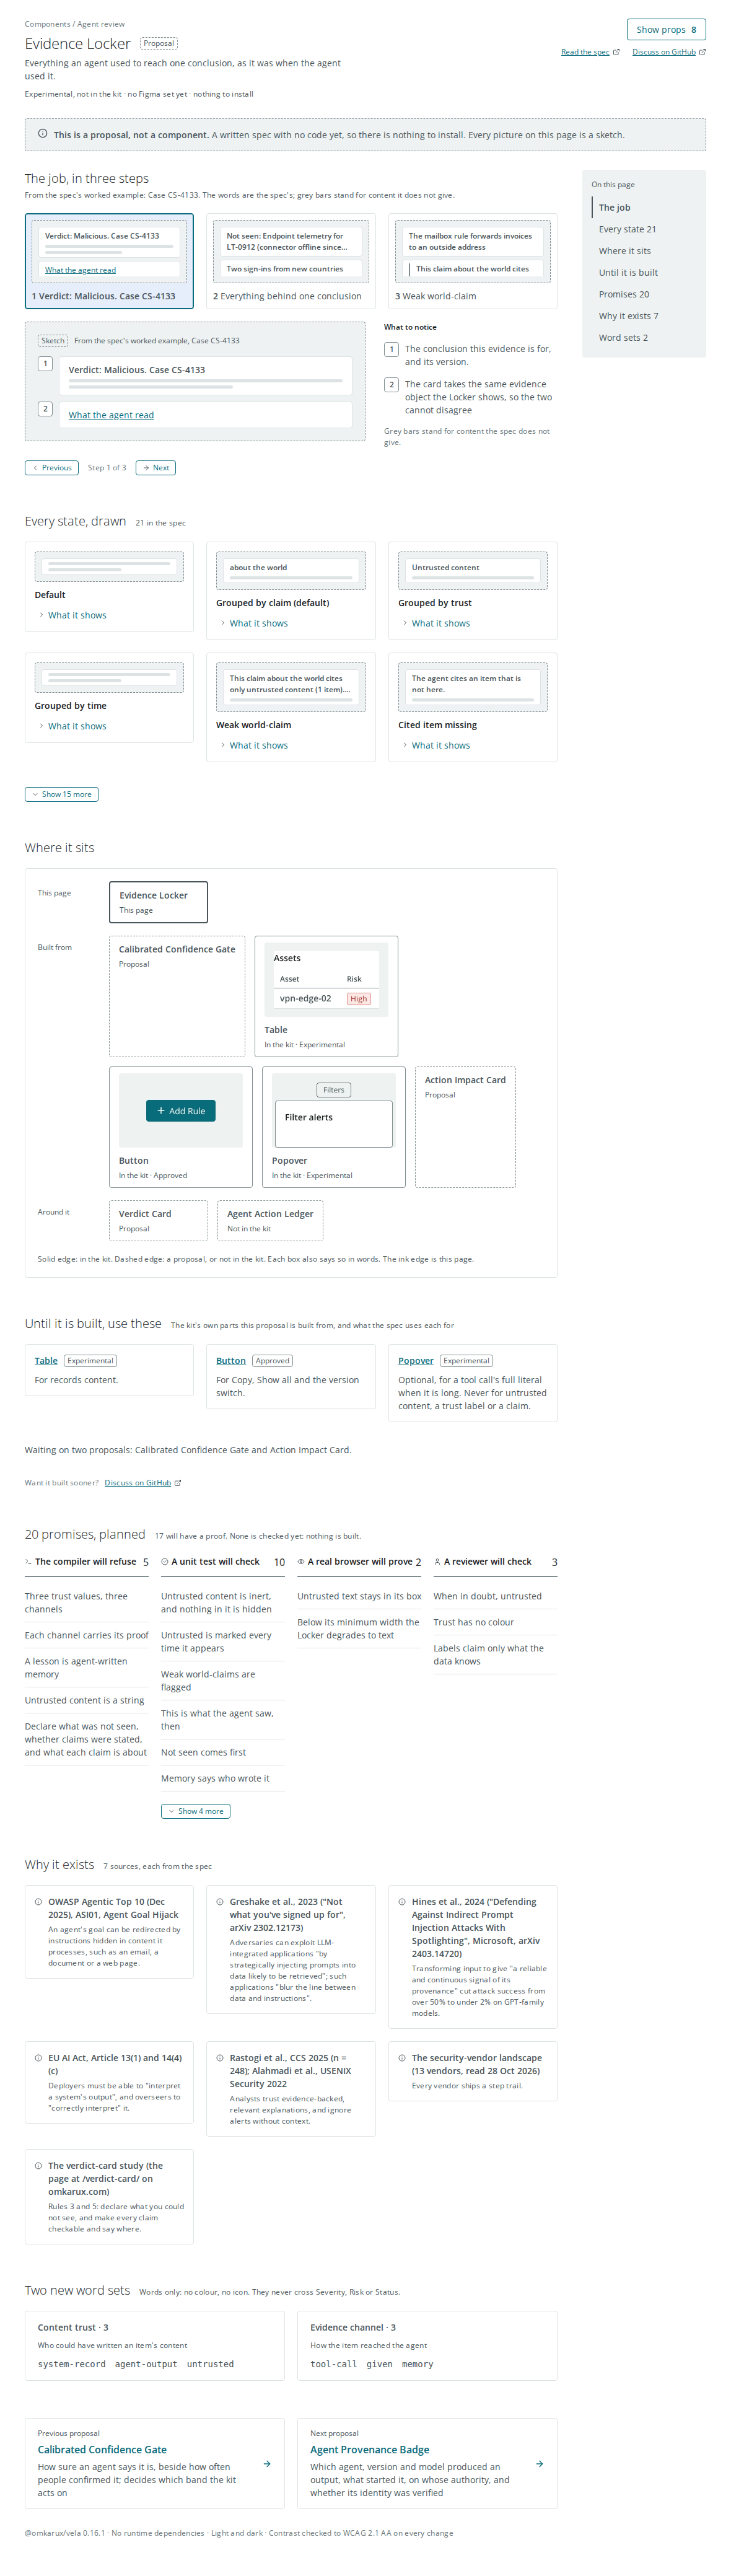 Components / Agent review
Evidence Locker Proposal
Everything an agent used to reach one conclusion, as it was when the agent
used it.
Experimental, not in the kit · no Figma set yet · nothing to install
Show props 8
Read the spec Discuss on GitHub
This is a proposal, not a component. A written spec with no code yet, so there is nothing to install. Every picture on this page is a sketch.
The job, in three steps
From the spec's worked example: Case CS-4133. The words are the spec's; grey bars stand for content it does not give.
Verdict: Malicious. Case CS-4133
What the agent read
1 Verdict: Malicious. Case CS-4133
Not seen: Endpoint telemetry for
LT-0912 (connector offline since...
Two sign-ins from new countries
2 Everything behind one conclusion
The mailbox rule forwards invoices
to an outside address
This claim about the world cites
3 Weak world-claim
Sketch From the spec's worked example, Case CS-4133
1
Verdict: Malicious. Case CS-4133
2
What the agent read
What to notice
1 The conclusion this evidence is for,
and its version.
2 The card takes the same evidence
object the Locker shows, so the two
cannot disagree
Grey bars stand for content the spec does not
give.
Previous Step 1 of 3 Next
On this page
The job
Every state 21
Where it sits
Until it is built
Promises 20
Why it exists 7
Word sets 2
Every state, drawn 21 in the spec
Default
What it shows
about the world
Grouped by claim (default)
What it shows
Untrusted content
Grouped by trust
What it shows
Grouped by time
What it shows
This claim about the world cites
only untrusted content (1 item)....
Weak world-claim
What it shows
The agent cites an item that is
not here.
Cited item missing
What it shows
Show 15 more
Where it sits
This page
Evidence Locker
This page
Built from
Calibrated Confidence Gate
Proposal
Assets
Asset Risk
vpn-edge-02 High
Table
In the kit · Experimental
Add Rule
Button
In the kit · Approved
Filters
Filter alerts
Popover
In the kit · Experimental
Action Impact Card
Proposal
Around it
Verdict Card
Proposal
Agent Action Ledger
Not in the kit
Solid edge: in the kit. Dashed edge: a proposal, or not in the kit. Each box also says so in words. The ink edge is this page.
Until it is built, use these The kit's own parts this proposal is built from, and what the spec uses each for
Table Experimental
For records content.
Button Approved
For Copy, Show all and the version
switch.
Popover Experimental
Optional, for a tool call's full literal
when it is long. Never for untrusted
content, a trust label or a claim.
Waiting on two proposals: Calibrated Confidence Gate and Action Impact Card.
Want it built sooner? Discuss on GitHub
20 promises, planned 17 will have a proof. None is checked yet: nothing is built.
The compiler will refuse 5
Three trust values, three
channels
Each channel carries its proof
A lesson is agent-written
memory
Untrusted content is a string
Declare what was not seen,
whether claims were stated,
and what each claim is about
A unit test will check 10
Untrusted content is inert,
and nothing in it is hidden
Untrusted is marked every
time it appears
Weak world-claims are
flagged
This is what the agent saw,
then
Not seen comes first
Memory says who wrote it
Show 4 more
A real browser will prove 2
Untrusted text stays in its box
Below its minimum width the
Locker degrades to text
A reviewer will check 3
When in doubt, untrusted
Trust has no colour
Labels claim only what the
data knows
Why it exists 7 sources, each from the spec
OWASP Agentic Top 10 (Dec
2025), ASI01, Agent Goal Hijack
An agent's goal can be redirected by
instructions hidden in content it
processes, such as an email, a
document or a web page.
Greshake et al., 2023 ("Not
what you've signed up for",
arXiv 2302.12173)
Adversaries can exploit LLM-
integrated applications "by
strategically injecting prompts into
data likely to be retrieved"; such
applications "blur the line between
data and instructions".
Hines et al., 2024 ("Defending
Against Indirect Prompt
Injection Attacks With
Spotlighting", Microsoft, arXiv
2403.14720)
Transforming input to give "a reliable
and continuous signal of its
provenance" cut attack success from
over 50% to under 2% on GPT-family
models.
EU AI Act, Article 13(1) and 14(4)
(c)
Deployers must be able to "interpret
a system's output", and overseers to
"correctly interpret" it.
Rastogi et al., CCS 2025 (n =
248); Alahmadi et al., USENIX
Security 2022
Analysts trust evidence-backed,
relevant explanations, and ignore
alerts without context.
The security-vendor landscape
(13 vendors, read 28 Oct 2026)
Every vendor ships a step trail.
The verdict-card study (the
page at /verdict-card/ on
omkarux.com)
Rules 3 and 5: declare what you could
not see, and make every claim
checkable and say where.
Two new word sets Words only: no colour, no icon. They never cross Severity, Risk or Status.
Content trust · 3
Who could have written an item's content
system-record agent-output untrusted
Evidence channel · 3
How the item reached the agent
tool-call given memory
Previous proposal
Calibrated Confidence Gate
How sure an agent says it is, beside how often
people confirmed it; decides which band the kit
acts on
Next proposal
Agent Provenance Badge
Which agent, version and model produced an
output, what started it, on whose authority, and
whether its identity was verified
@omkarux/vela 0.16.1 · No runtime dependencies · Light and dark · Contrast checked to WCAG 2.1 AA on every change